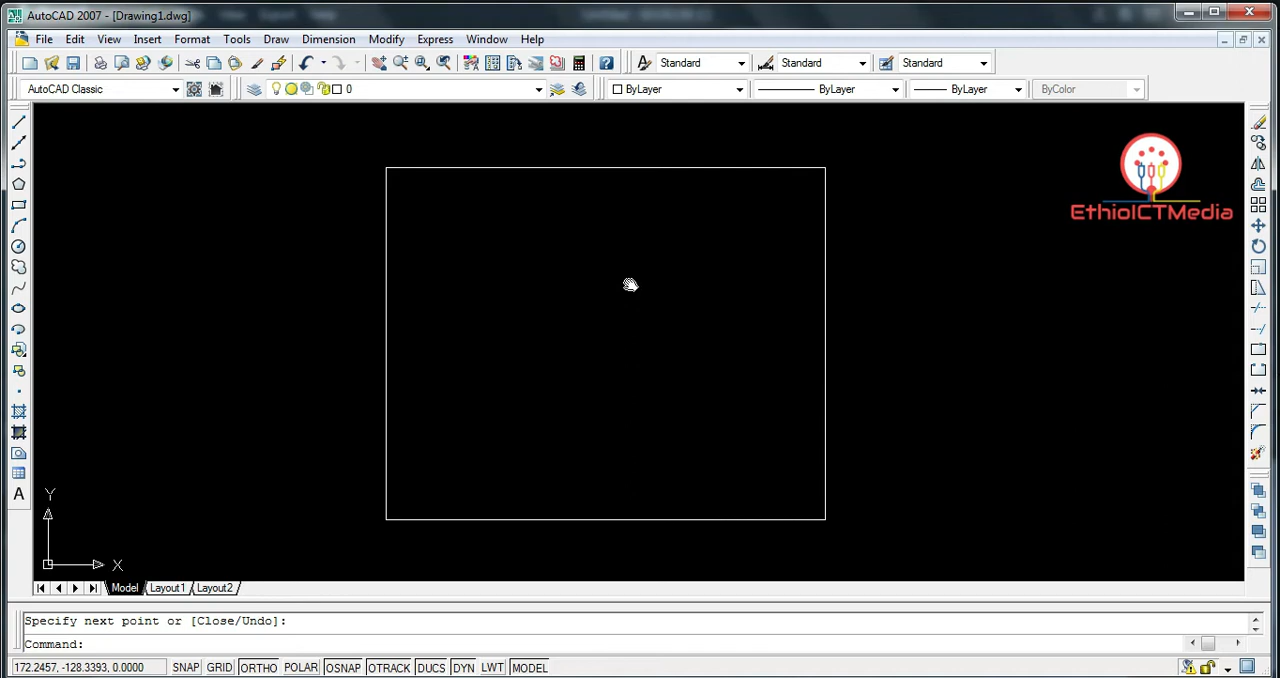 AutoCAD 2007 - [Drawing1.dwg]
File Edit View Insert Format Tools Draw Dimension Modify Express Window Help
Standard Standard Standard
AutoCAD Classic 0 ByLayer ByLayer ByLayer ByColor
EthioICTMedia
A
Y
X
Model Layout1 Layout2
Specify next point or [Close/Undo]:
Command:
172.2457, -128.3393, 0.0000 SNAP GRID ORTHO POLAR OSNAP OTRACK DUCS DYN LWT MODEL